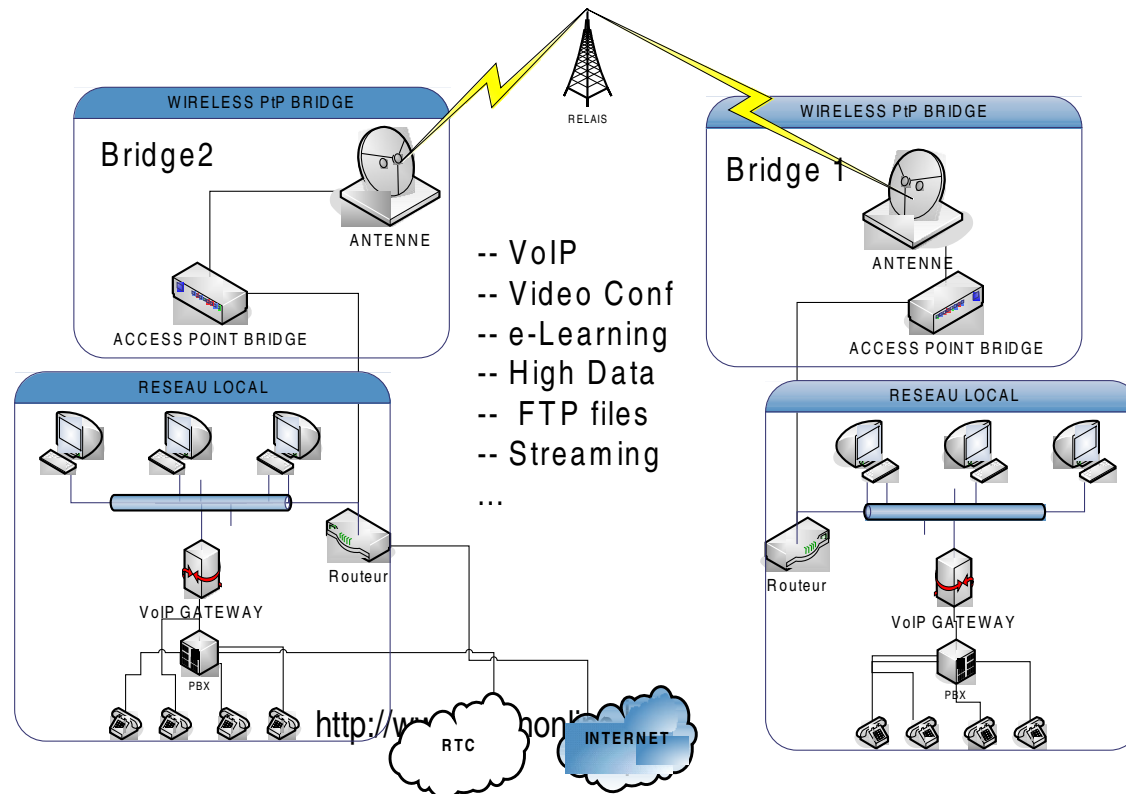 RELAIS
WIRELESS PtP BRIDGE
Bridge2
ANTENNE
ACCESS POINT BRIDGE
WIRELESS PtP BRIDGE
Bridge 1
ANTENNE
ACCESS POINT BRIDGE
-- VoIP
-- Video Conf
-- e-Learning
-- High Data
-- FTP files
-- Streaming
...
RESEAU LOCAL
Routeur
VoIP GATEWAY
PBX
RESEAU LOCAL
Routeur
VoIP GATEWAY
PBX
RTC
INTERNET